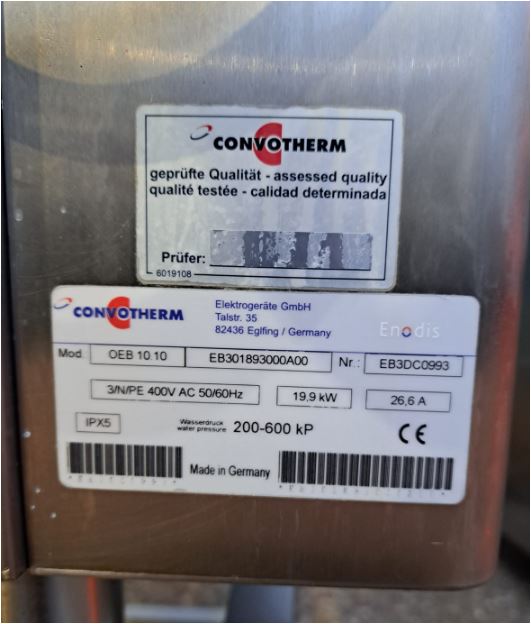 CONVOTHERM
geprüfte Qualität - assessed quality
qualité testée - calidad determinada
Prüfer:
6019108
CONVOTHERM
Elektrogeräte GmbH
Talstr. 35
82436 Eglfing / Germany
Enodis
Mod. OEB 10.10 EB301893000A00 Nr.: EB3DC0993
3/N/PE 400V AC 50/60Hz 19,9 kW 26,6 A
IPX5 Wasserdruck
water pressure 200-600 kP CE
Made in Germany